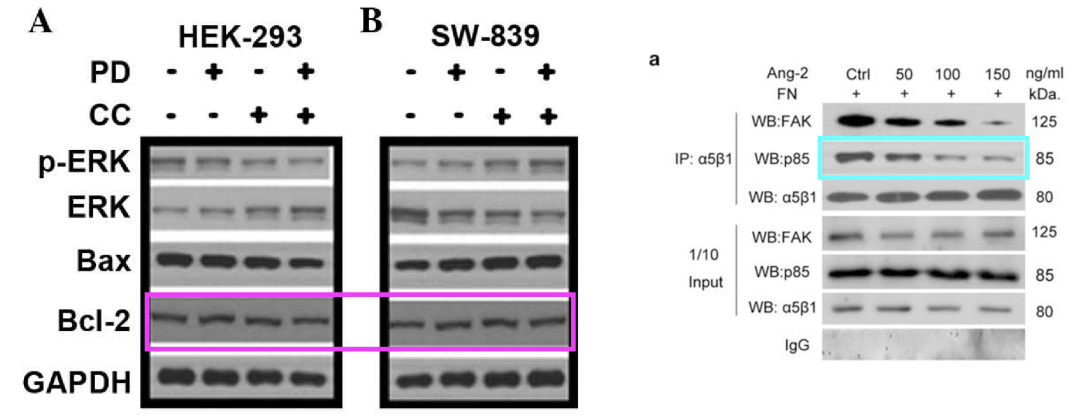 A
HEK-293
B
SW-839
PD - + - + - + - +
CC - - + + - - + +
p-ERK
ERK
Bax
Bcl-2
GAPDH
a
Ang-2 Ctrl 50 100 150 ng/ml
FN + + + + kDa.
IP: α5β1
WB:FAK 125
WB:p85 85
WB: α5β1 80
1/10
Input
WB:FAK 125
WB:p85 85
WB: α5β1 80
IgG